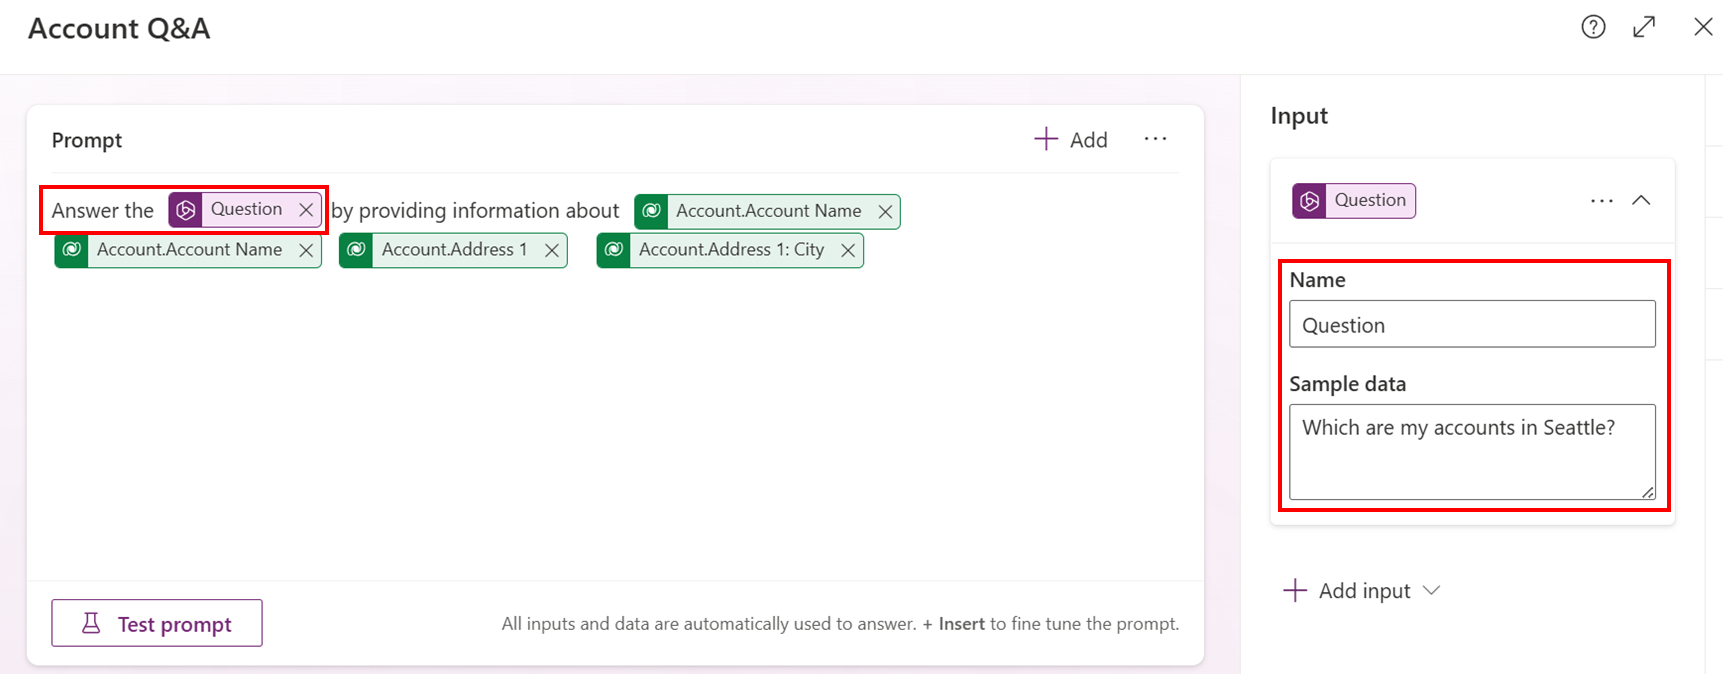 Account Q&A
Prompt
Add
Answer the Question by providing information about Account.Account Name
Account.Account Name Account.Address 1 Account.Address 1: City
Test prompt
All inputs and data are automatically used to answer. + Insert to fine tune the prompt.
Input
Question
Name
Question
Sample data
Which are my accounts in Seattle?
Add input